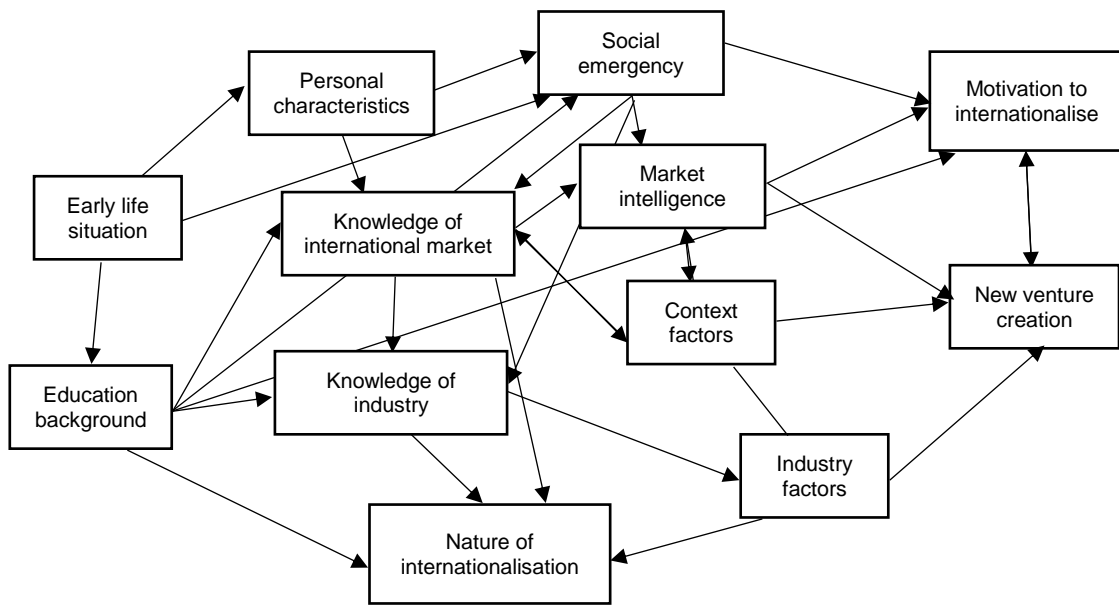 Social
emergency
Personal
characteristics
Motivation to
internationalise
Market
intelligence
Early life
situation
Knowledge of
international market
Context
factors
New venture
creation
Education
background
Knowledge of
industry
Industry
factors
Nature of
internationalisation